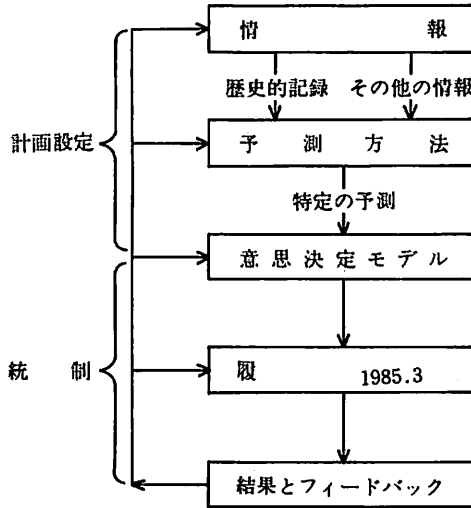 情 報
歴史的記録 その他の情報
計画設定
予 測 方 法
特定の予測
意思決定モデル
統 制
履 1985.3
結果とフィードバック